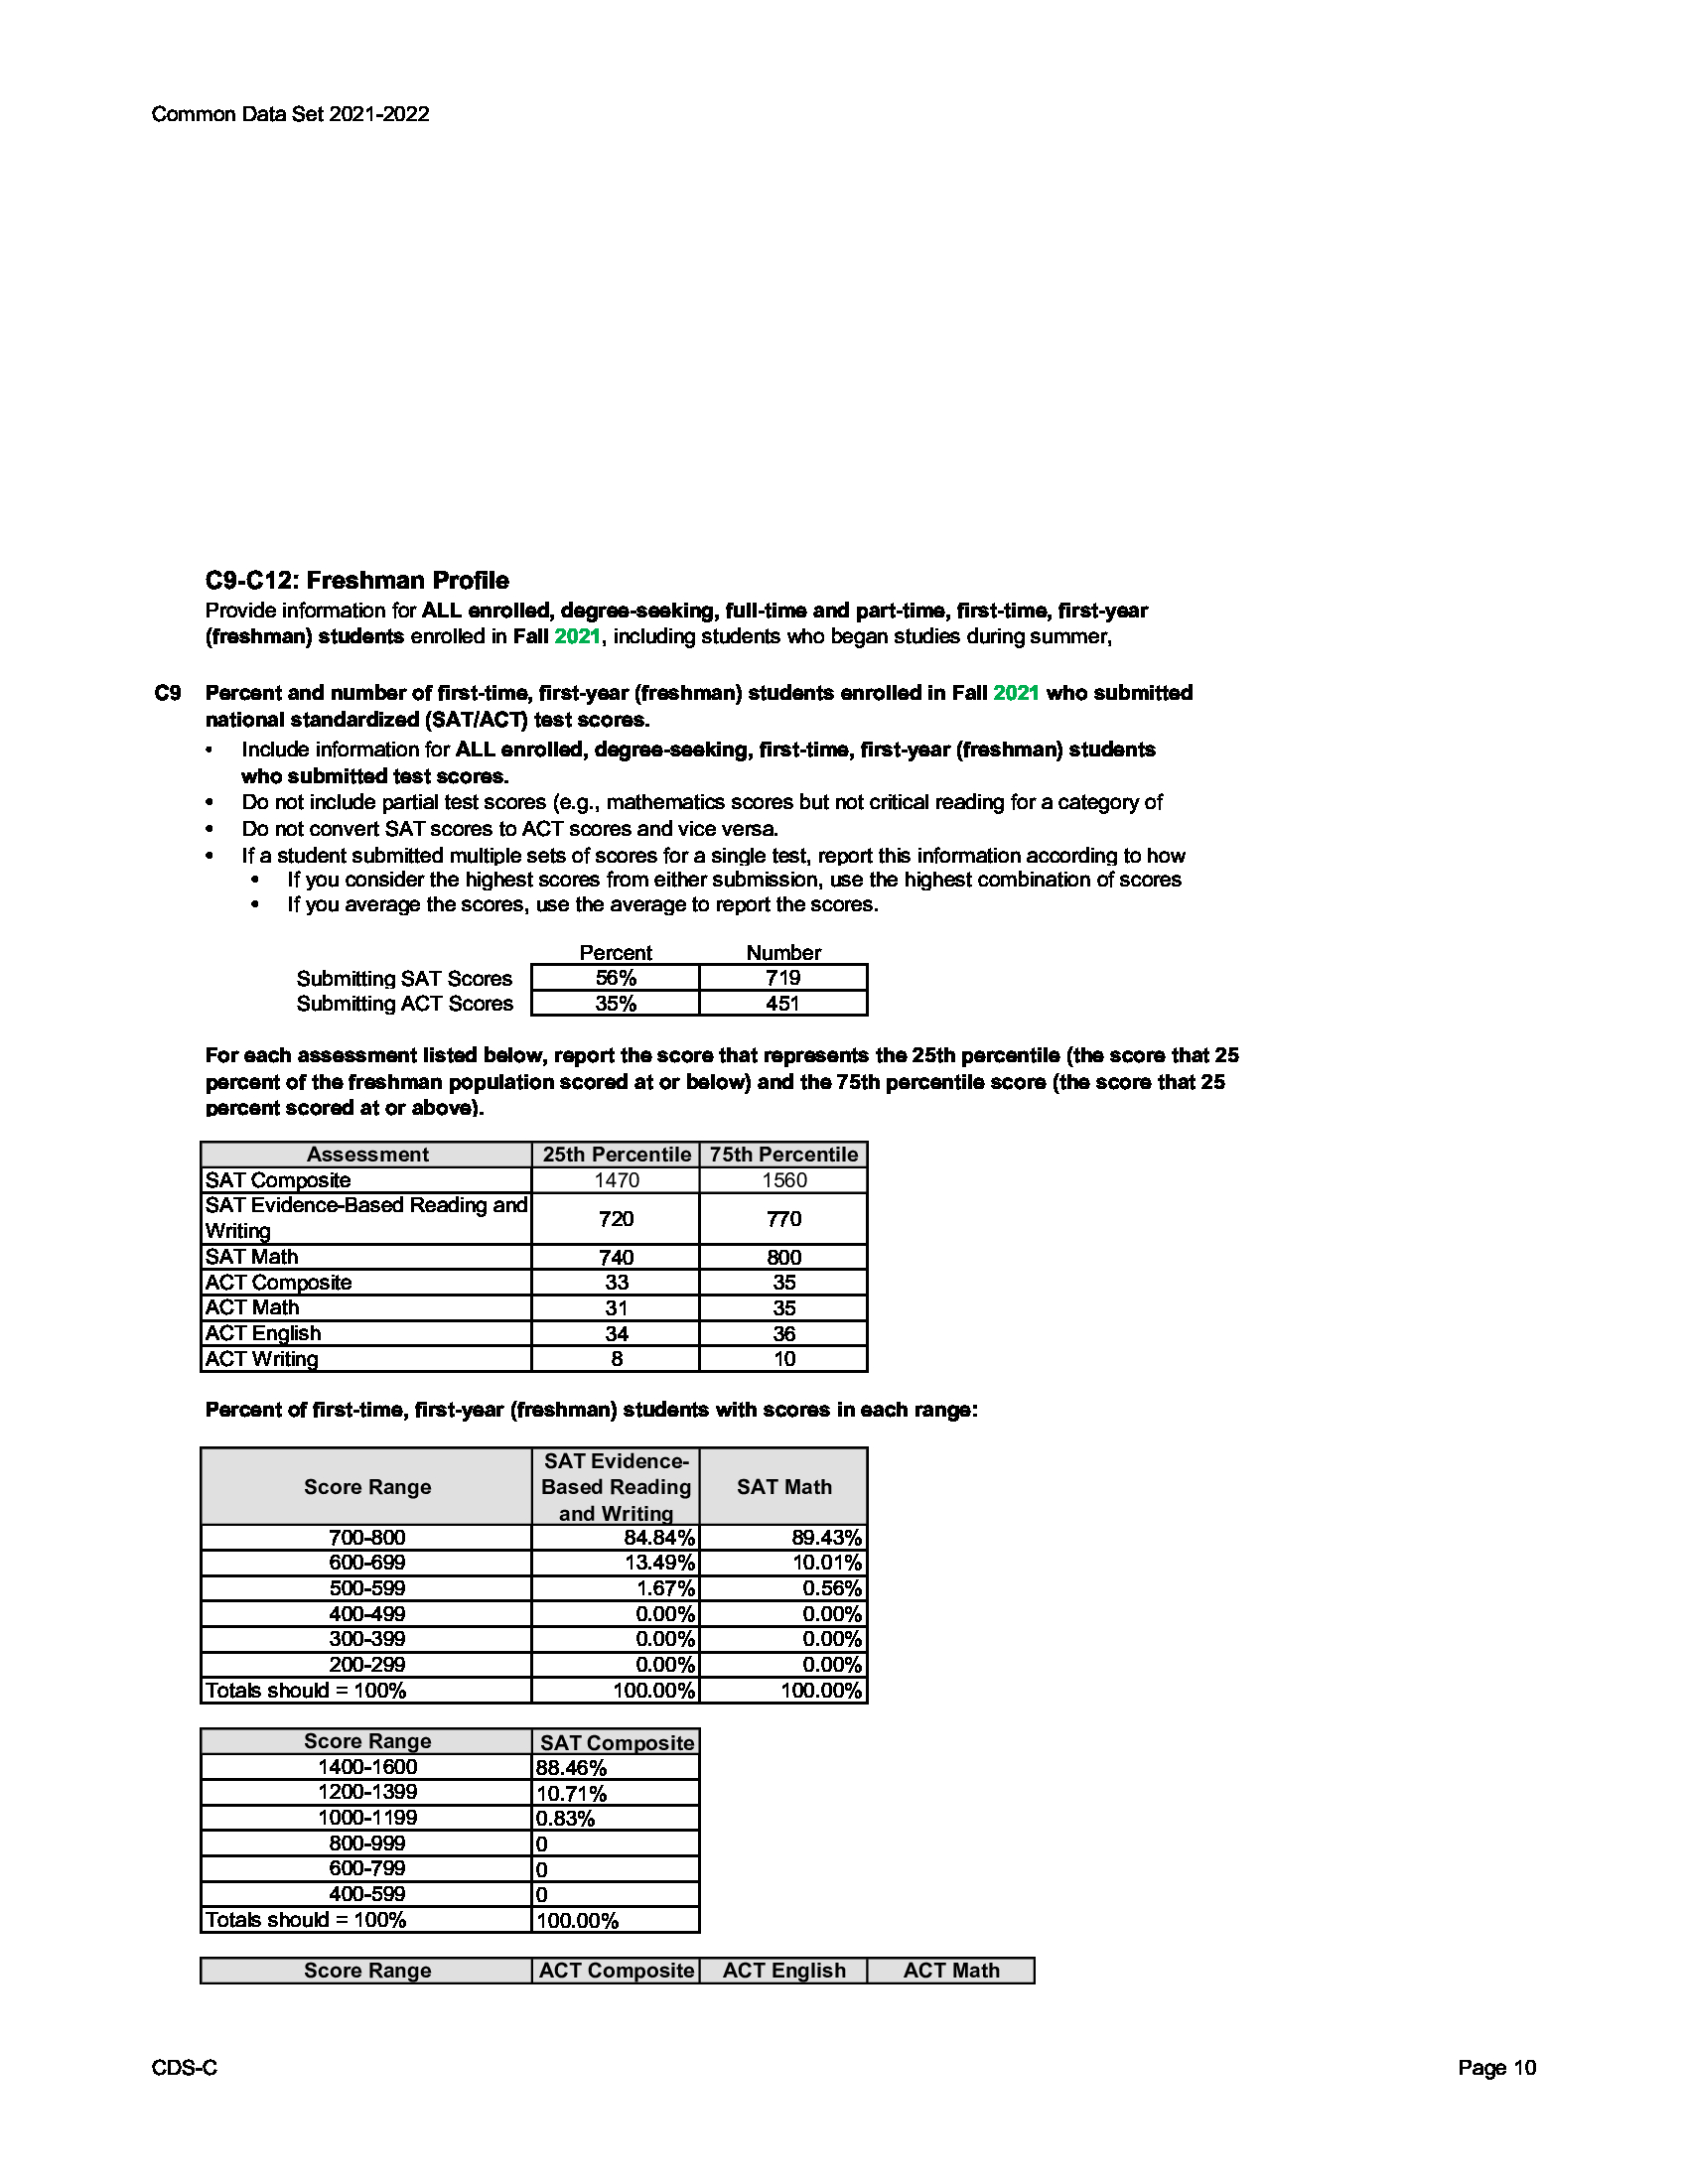 Common Data Set 2021-2022
C9-C12: Freshman Profile
Provide information for ALL enrolled, degree-seeking, full-time and part-time, first-time, first-year
(freshman) students enrolled in Fall 2021, including students who began studies during summer,
C9 Percent and number of first-time, first-year (freshman) students enrolled in Fall 2021 who submitted
national standardized (SAT/ACT) test scores.
• Include information for ALL enrolled, degree-seeking, first-time, first-year (freshman) students
who submitted test scores.
• Do not include partial test scores (e.g., mathematics scores but not critical reading for a category of
• Do not convert SAT scores to ACT scores and vice versa.
• If a student submitted multiple sets of scores for a single test, report this information according to how
• If you consider the highest scores from either submission, use the highest combination of scores
• If you average the scores, use the average to report the scores.
Percent Number
Submitting SAT Scores 56% 719
Submitting ACT Scores 35% 451
For each assessment listed below, report the score that represents the 25th percentile (the score that 25
percent of the freshman population scored at or below) and the 75th percentile score (the score that 25
percent scored at or above).
Assessment 25th Percentile 75th Percentile
SAT Composite 1470 1560
SAT Evidence-Based Reading and
Writing 720 770
SAT Math 740 800
ACT Composite 33 35
ACT Math 31 35
ACT English 34 36
ACT Writing 8 10
Percent of first-time, first-year (freshman) students with scores in each range:
Score Range SAT Evidence-
Based Reading
and Writing SAT Math
700-800 84.84% 89.43%
600-699 13.49% 10.01%
500-599 1.67% 0.56%
400-499 0.00% 0.00%
300-399 0.00% 0.00%
200-299 0.00% 0.00%
Totals should = 100% 100.00% 100.00%
Score Range SAT Composite
1400-1600 88.46%
1200-1399 10.71%
1000-1199 0.83%
800-999 0
600-799 0
400-599 0
Totals should = 100% 100.00%
Score Range ACT Composite ACT English ACT Math
CDS-C Page 10